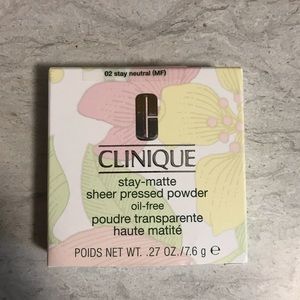 02 stay neutral (MF)
C
CLINIQUE
stay-matte
sheer pressed powder
oil-free
poudre transparente
haute matité
POIDS NET WT. .27 OZ./7.6 g ℮